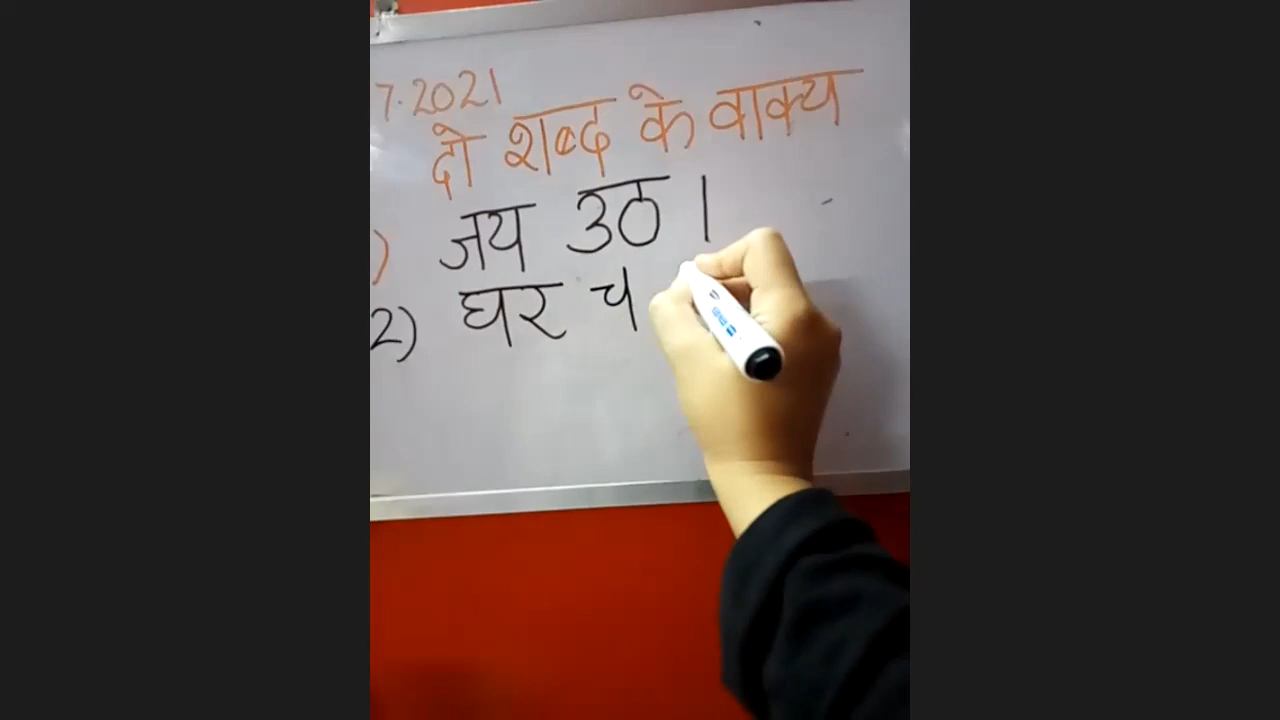 7.2021
दो शब्द के वाक्य
) जय उठ ।
2) घर च